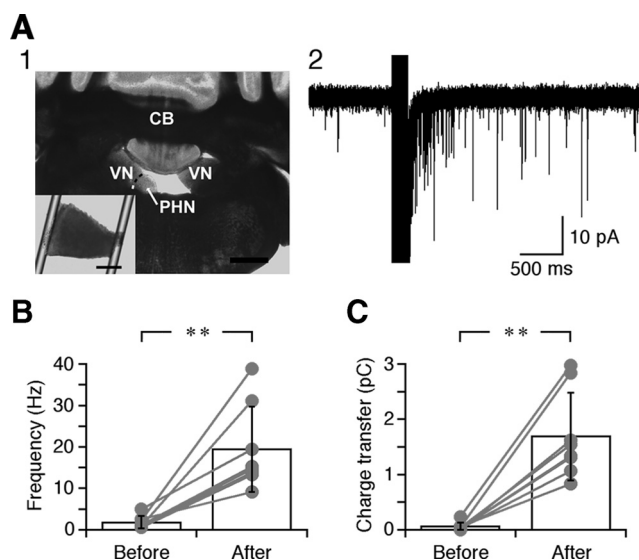 A
1
2
CB
VN
VN
PHN
10 pA
500 ms
B
**
Frequency (Hz)
40
30
20
10
0
Before
After
C
**
Charge transfer (pC)
3
2
1
0
Before
After